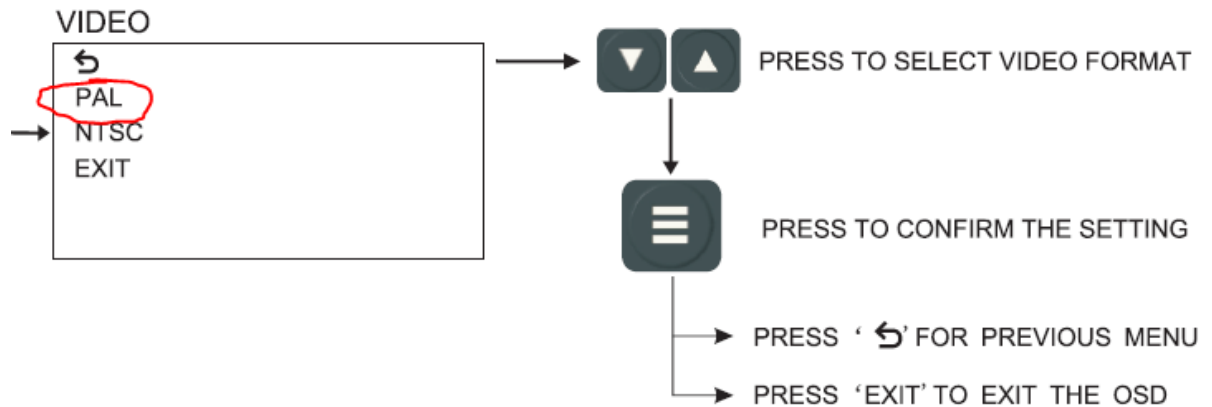 VIDEO
PAL
NTSC
EXIT
PRESS TO SELECT VIDEO FORMAT
PRESS TO CONFIRM THE SETTING
PRESS ‘ ⮌’ FOR PREVIOUS MENU
PRESS ‘EXIT’ TO EXIT THE OSD